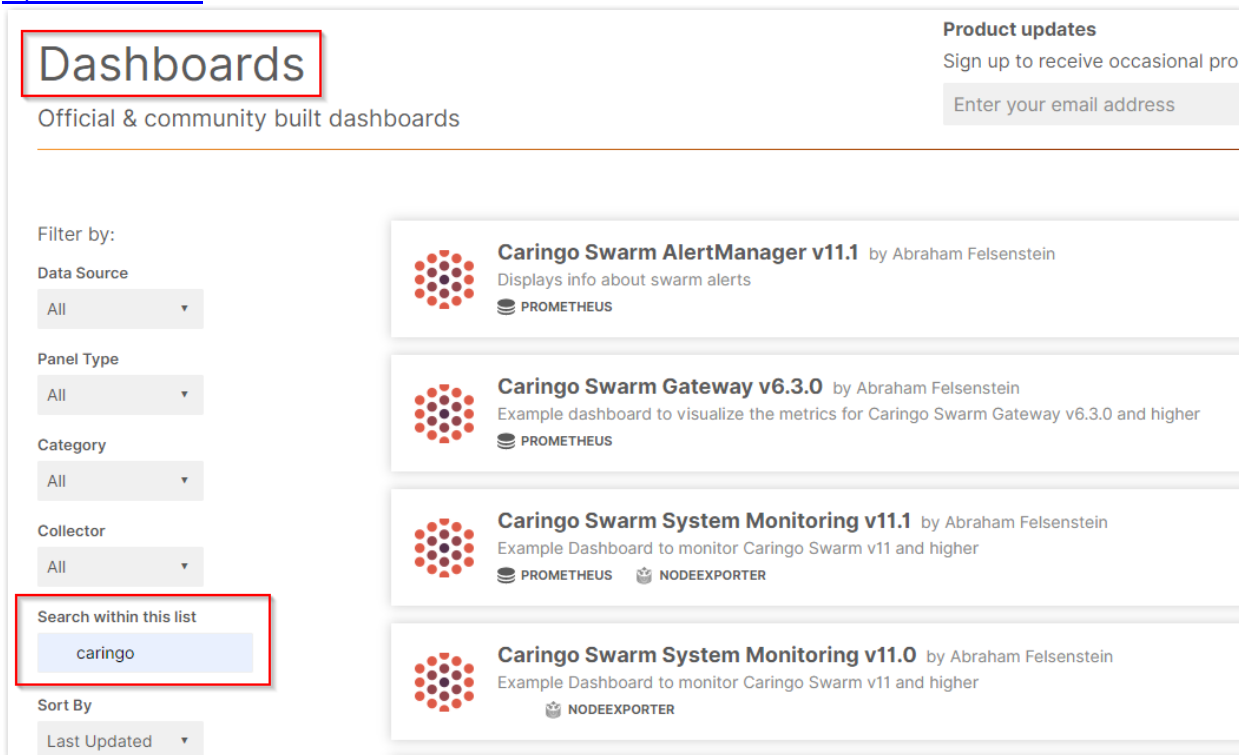 Dashboards
Official & community built dashboards
Product updates
Sign up to receive occasional pro
Enter your email address
Filter by:
Data Source
All
Panel Type
All
Category
All
Collector
All
Search within this list
caringo
Sort By
Last Updated
Caringo Swarm AlertManager v11.1 by Abraham Felsenstein
Displays info about swarm alerts
PROMETHEUS
Caringo Swarm Gateway v6.3.0 by Abraham Felsenstein
Example dashboard to visualize the metrics for Caringo Swarm Gateway v6.3.0 and higher
PROMETHEUS
Caringo Swarm System Monitoring v11.1 by Abraham Felsenstein
Example Dashboard to monitor Caringo Swarm v11 and higher
PROMETHEUS NODEEXPORTER
Caringo Swarm System Monitoring v11.0 by Abraham Felsenstein
Example Dashboard to monitor Caringo Swarm v11 and higher
NODEEXPORTER